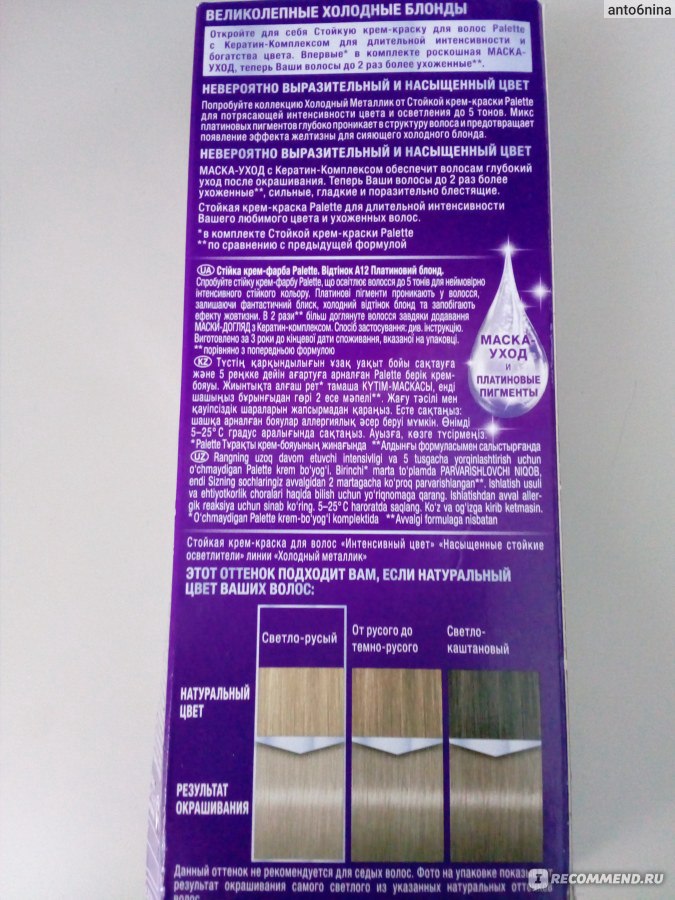 anto6nina
ВЕЛИКОЛЕПНЫЕ ХОЛОДНЫЕ БЛОНДЫ
Откройте для себя Стойкую крем-краску для волос Palette
с Кератин-Комплексом для длительной интенсивности и
богатства цвета. Впервые* в комплекте роскошная МАСКА-
УХОД, теперь Ваши волосы до 2 раз более ухоженные**.
НЕВЕРОЯТНО ВЫРАЗИТЕЛЬНЫЙ И НАСЫЩЕННЫЙ ЦВЕТ
Попробуйте коллекцию Холодный Металлик от Стойкой крем-краски Palette
для потрясающей интенсивности цвета и осветления до 5 тонов. Микс
платиновых пигментов глубоко проникает в структуру волоса и предотвращает
появление эффекта желтизны для сияющего холодного блонда.
НЕВЕРОЯТНО ВЫРАЗИТЕЛЬНЫЙ И НАСЫЩЕННЫЙ ЦВЕТ
МАСКА-УХОД с Кератин-Комплексом обеспечит волосам глубокий
уход после окрашивания. Теперь Ваши волосы до 2 раз более
ухоженные**, сильные, гладкие и поразительно блестящие.
Стойкая крем-краска Palette для длительной интенсивности
Вашего любимого цвета и ухоженных волос.
*в комплекте Стойкой крем-краски Palette
**по сравнению с предыдущей формулой
UA Стійка крем-фарба Palette. Відтінок A12 Платиновий блонд.
Спробуйте стійку крем-фарбу Palette, що освітлює волосся до 5 тонів для неймовірно
інтенсивного стійкого кольору. Платинові пігменти проникають у волосся,
залишаючи фантастичний блиск, холодний відтінок блонд та запобігають
ефекту жовтизни. В 2 рази** більш доглянуте волосся завдяки додавання
МАСКИ-ДОГЛЯД з Кератин-комплексом. Спосіб застосування: див. інструкцію.
Виготовлено за 3 роки до кінцевої дати споживання, вказаної на упаковці.
**порівняно з попередньою формулою
МАСКА-
УХОД
И
ПЛАТИНОВЫЕ
ПИГМЕНТЫ
KZ Түстің қарқындылығын ұзақ уақыт бойы сақтауға
және 5 реңкке дейін ағартуға арналған Palette берік крем-
бояуы. Жиынтықта алғаш рет* тамаша КҮТІМ-МАСКАСЫ, енді
шашыңыз бұрынғыдан гөрі 2 есе мәпелі**. Жағу тәсілі мен
қауіпсіздік шараларын жапсырмадан қараңыз. Есте сақтаңыз:
шашқа арналған бояулар аллергиялық әсер беруі мүмкін. Өнімді
5–25°C градус аралығында сақтаңыз. Ауызға, көзге түсірмеңіз.
*Palette Тұрақты крем-бояуының жинағында **Алдыңғы формуласымен салыстырғанда
UZ Rangning uzoq davom etuvchi intensivligi va 5 tusgacha yorqinlashtirish uchun
o'chmaydigan Palette krem bo'yog'i. Birinchi* marta to'plamda PARVARISHLOVCHI NIQOB,
endi Sizning sochlaringiz avvalgidan 2 martagacha ko'proq parvarishlangan**. Ishlatish usuli
va ehtiyotkorlik choralari haqida bilish uchun yo'riqnomaga qarang. Ishlatishdan avval aller-
gik reaksiya uchun sinab ko'ring. 5–25°C haroratda saqlang. Ko'z va og'izga kirib ketmasin.
*O'chmaydigan Palette krem-bo'yog'i komplektida **Avvalgi formulaga nisbatan
Стойкая крем-краска для волос «Интенсивный цвет» «Насыщенные стойкие
осветлители» линии «Холодный металлик»
ЭТОТ ОТТЕНОК ПОДХОДИТ ВАМ, ЕСЛИ НАТУРАЛЬНЫЙ
ЦВЕТ ВАШИХ ВОЛОС:
Светло-русый
От русого до
темно-русого
Светло-
каштановый
НАТУРАЛЬНЫЙ
ЦВЕТ
РЕЗУЛЬТАТ
ОКРАШИВАНИЯ
Данный оттенок не рекомендуется для седых волос. Фото на упаковке
результат окрашивания самого светлого из указанных натуральных
IRECOMMEND.RU